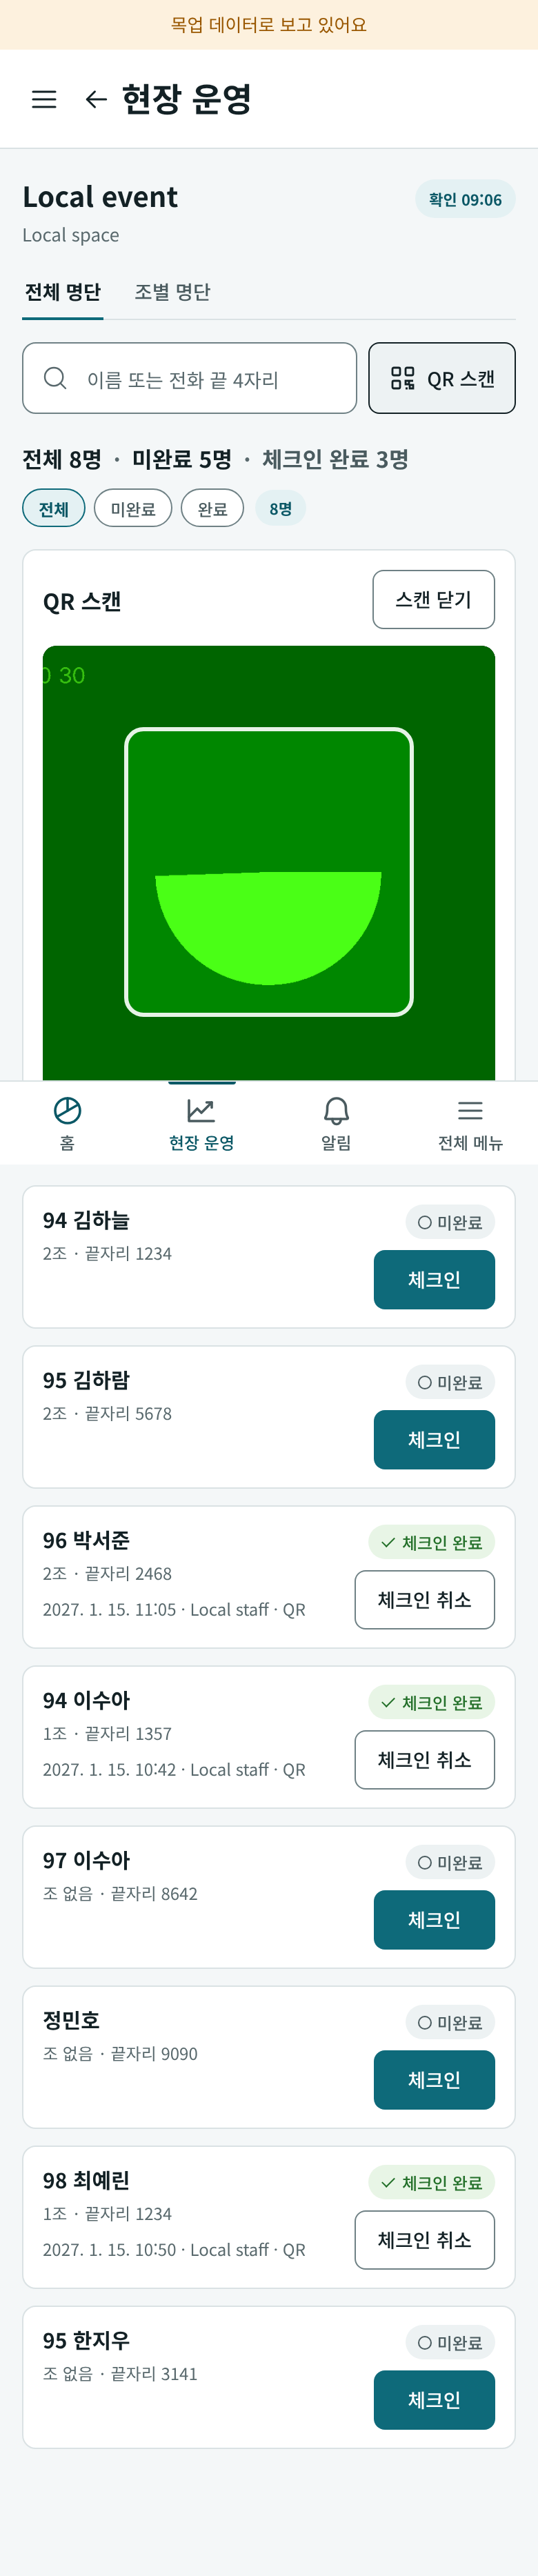 목업 데이터로 보고 있어요
현장 운영
Local event
확인 09:06
Local space
전체 명단
조별 명단
이름 또는 전화 끝 4자리
QR 스캔
전체 8명 · 미완료 5명 · 체크인 완료 3명
전체
미완료
완료
8명
QR 스캔
스캔 닫기
30
홈
현장 운영
알림
전체 메뉴
94 김하늘
미완료
2조 · 끝자리 1234
체크인
95 김하람
미완료
2조 · 끝자리 5678
체크인
96 박서준
체크인 완료
2조 · 끝자리 2468
체크인 취소
2027. 1. 15. 11:05 · Local staff · QR
94 이수아
체크인 완료
1조 · 끝자리 1357
체크인 취소
2027. 1. 15. 10:42 · Local staff · QR
97 이수아
미완료
조 없음 · 끝자리 8642
체크인
정민호
미완료
조 없음 · 끝자리 9090
체크인
98 최예린
체크인 완료
1조 · 끝자리 1234
체크인 취소
2027. 1. 15. 10:50 · Local staff · QR
95 한지우
미완료
조 없음 · 끝자리 3141
체크인